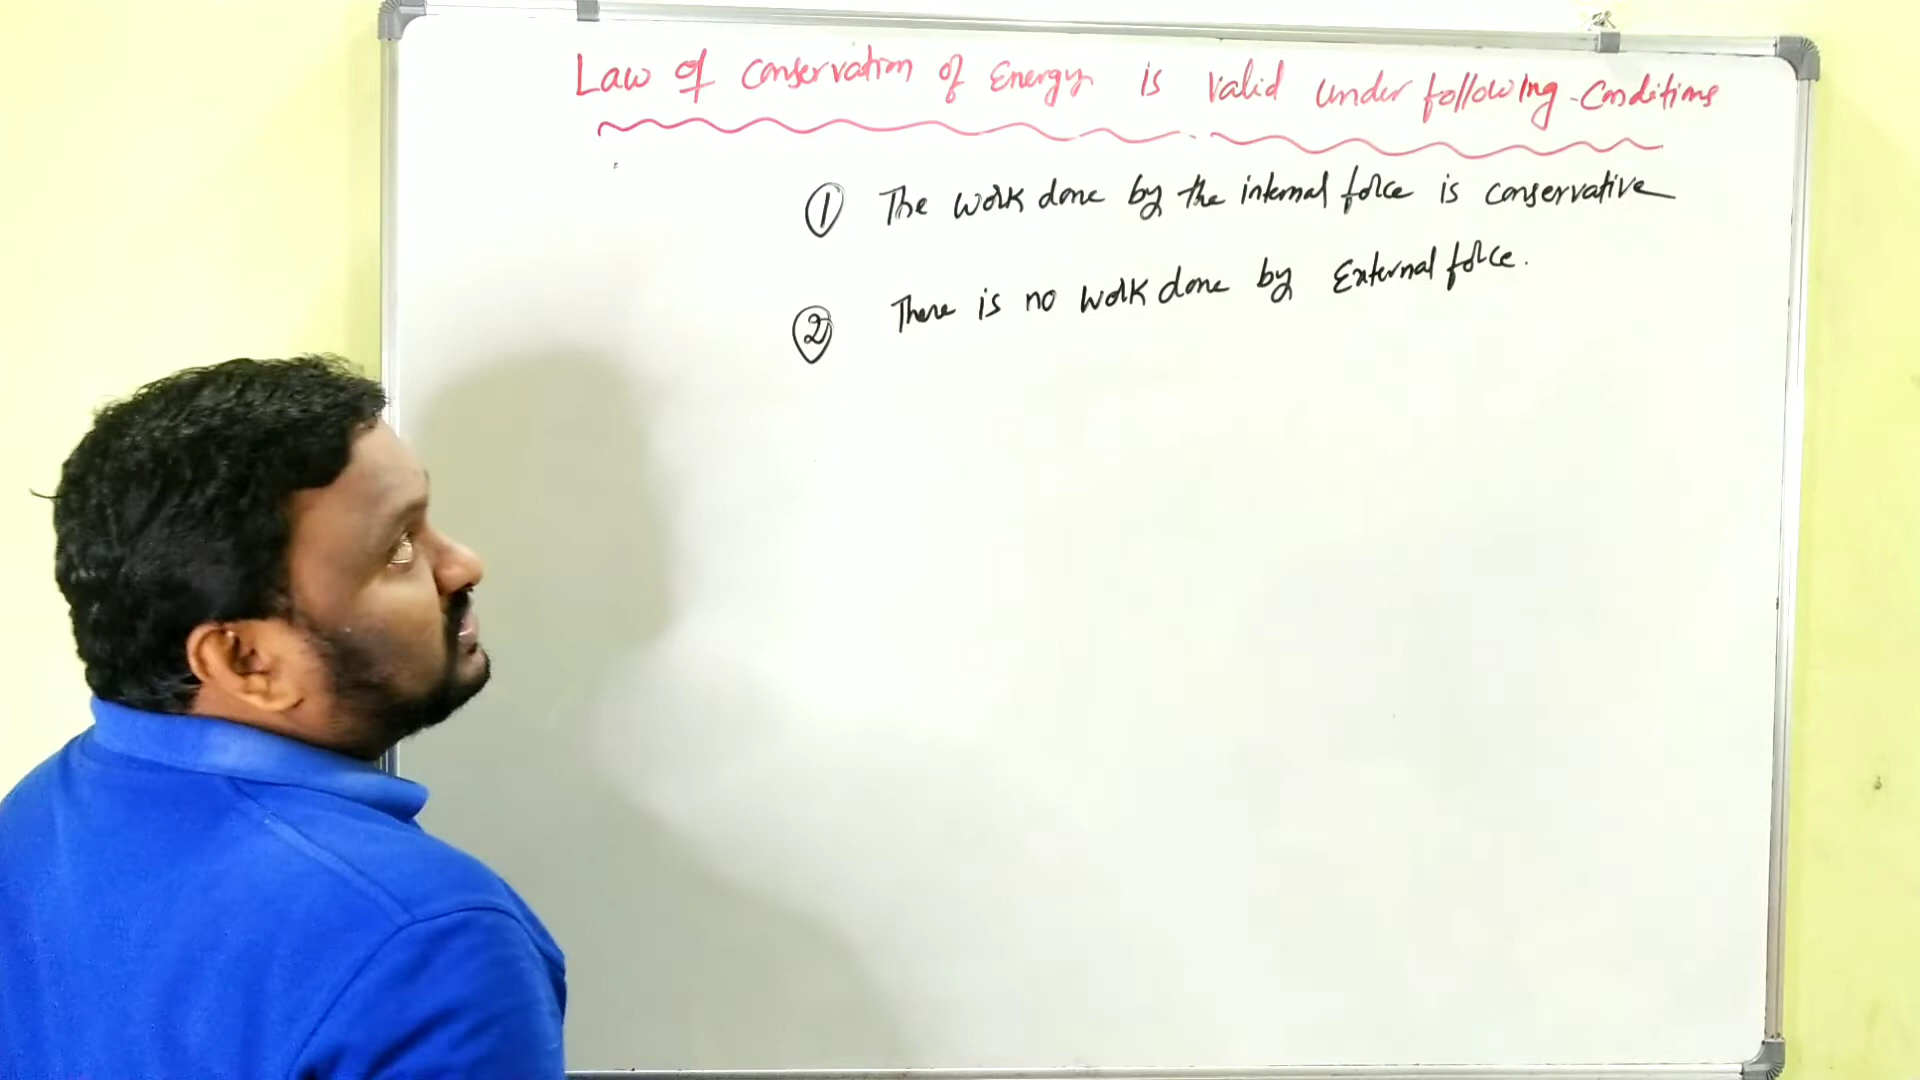 Law of conservation of Energy is valid under following Conditions
① The work done by the internal force is conservative
② There is no work done by External force.